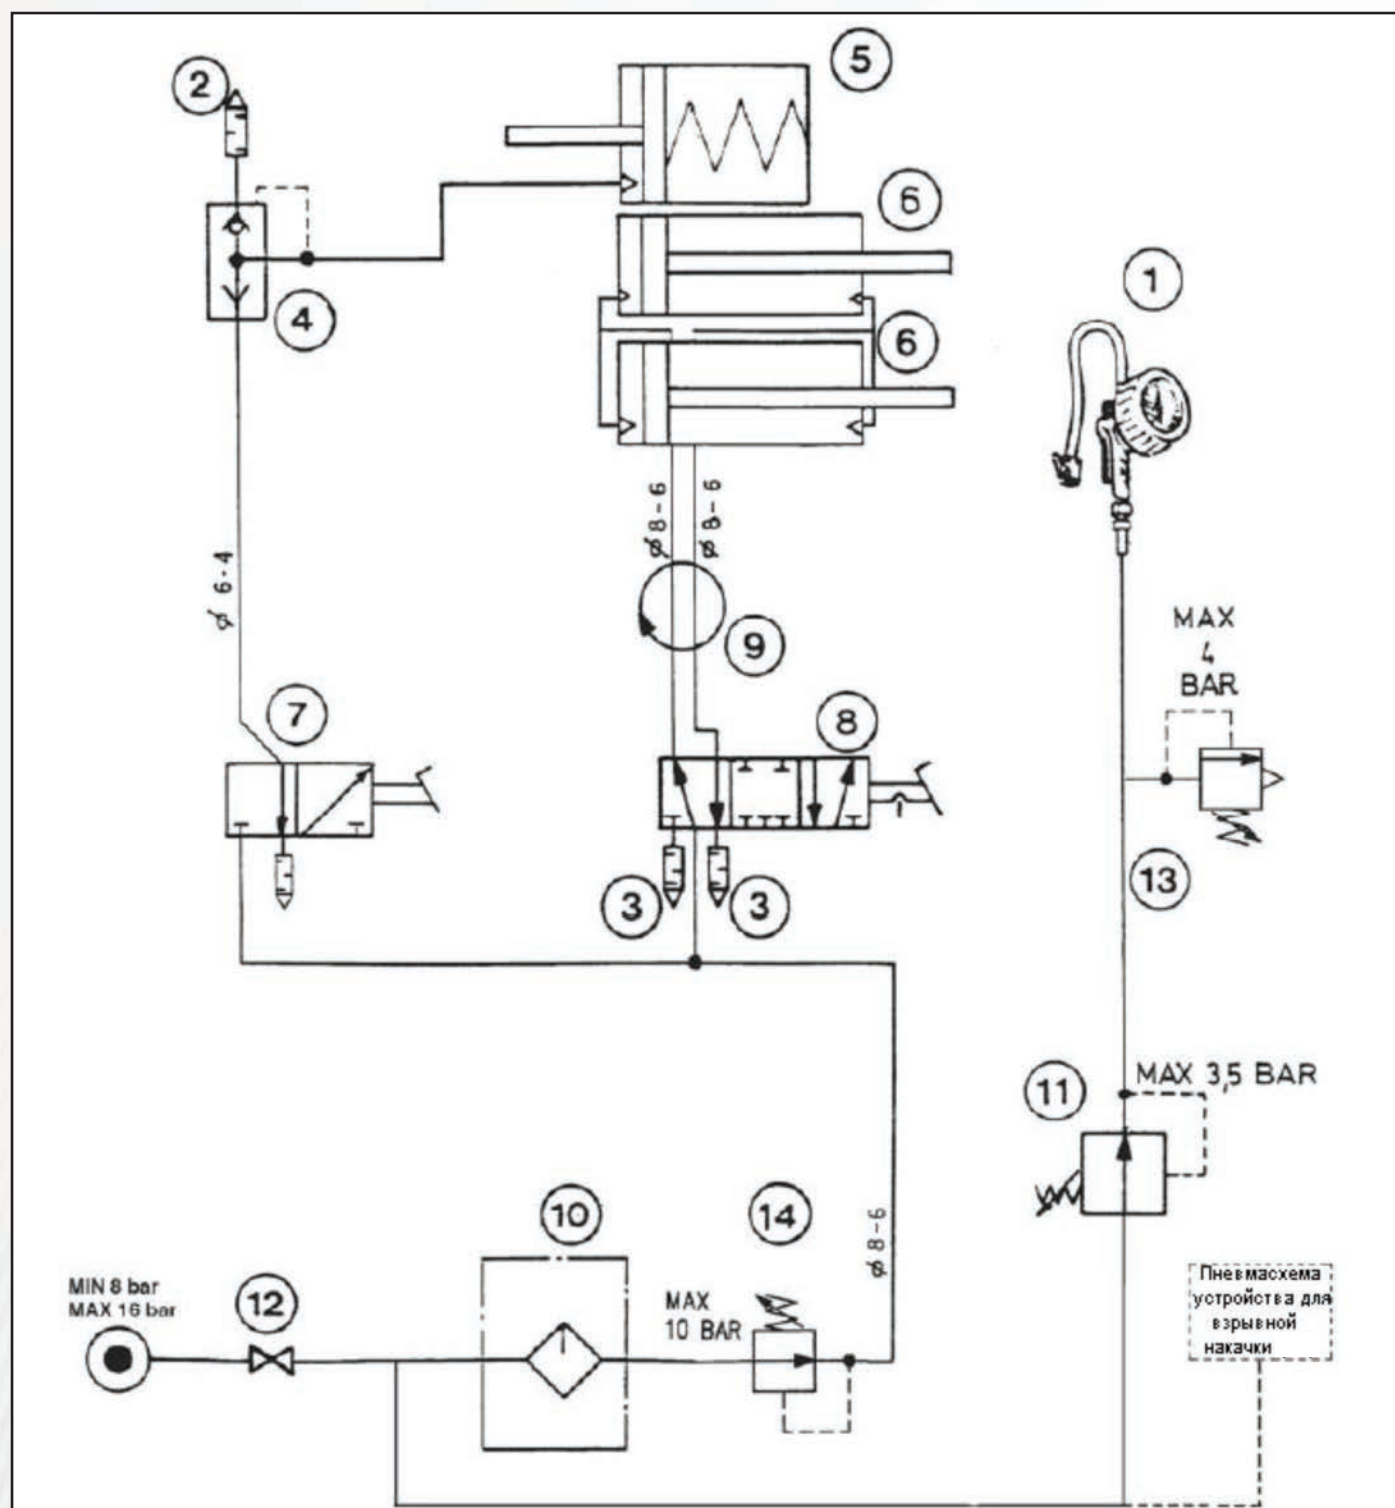 2
5
6
4
6
1
ø 8-6
ø 8-6
ø 6-4
9
MAX
4
BAR
7
8
3
3
13
11
MAX 3,5 BAR
10
14
ø 8-6
MIN 8 bar
MAX 16 bar
12
MAX
10 BAR
Пневмасхема
устройства для
взрывной
накачки